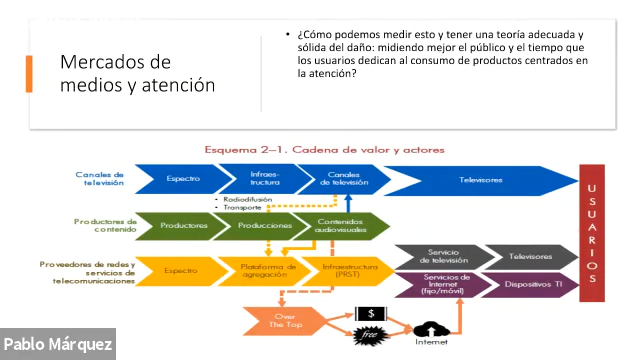 Mercados de
medios y atención
• ¿Cómo podemos medir esto y tener una teoría adecuada y
sólida del daño: midiendo mejor el público y el tiempo que
los usuarios dedican al consumo de productos centrados en
la atención?
Esquema 2–1. Cadena de valor y actores
Canales de
televisión
Espectro
Infraes-
tructura
Canales
de televisión
Televisores
• Radiodifusión
• Transporte
Productores de
contenido
Productores
Producciones
Contenidos
audiovisuales
Proveedores de redes y
servicios de
telecomunicaciones
Espectro
Plataforma de
agregación
Infraestructura
(PRST)
Servicio
de televisión
Televisores
Servicios de
Internet
(fijo/móvil)
Dispositivos TI
USUARIOS
Over
The Top
$
free
Internet
Pablo Márquez